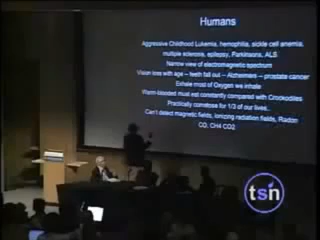 Humans
Aggressive Childhood Lukemia, hemophilia, sickle cell anemia,
multiple sclerosis, epilepsy, Parkinsons, ALS
Narrow view of electromagnetic spectrum
Vision loss with age -- teeth fall out -- Alzheimers -- prostate cancer
Exhale most of Oxygen we inhale
Warm-blooded must eat constantly compared with Crockodiles
Practically comatose for 1/3 of our lives..
Can't detect magnetic fields, ionizing radiation fields, Radon
CO, CH4 CO2
tsn